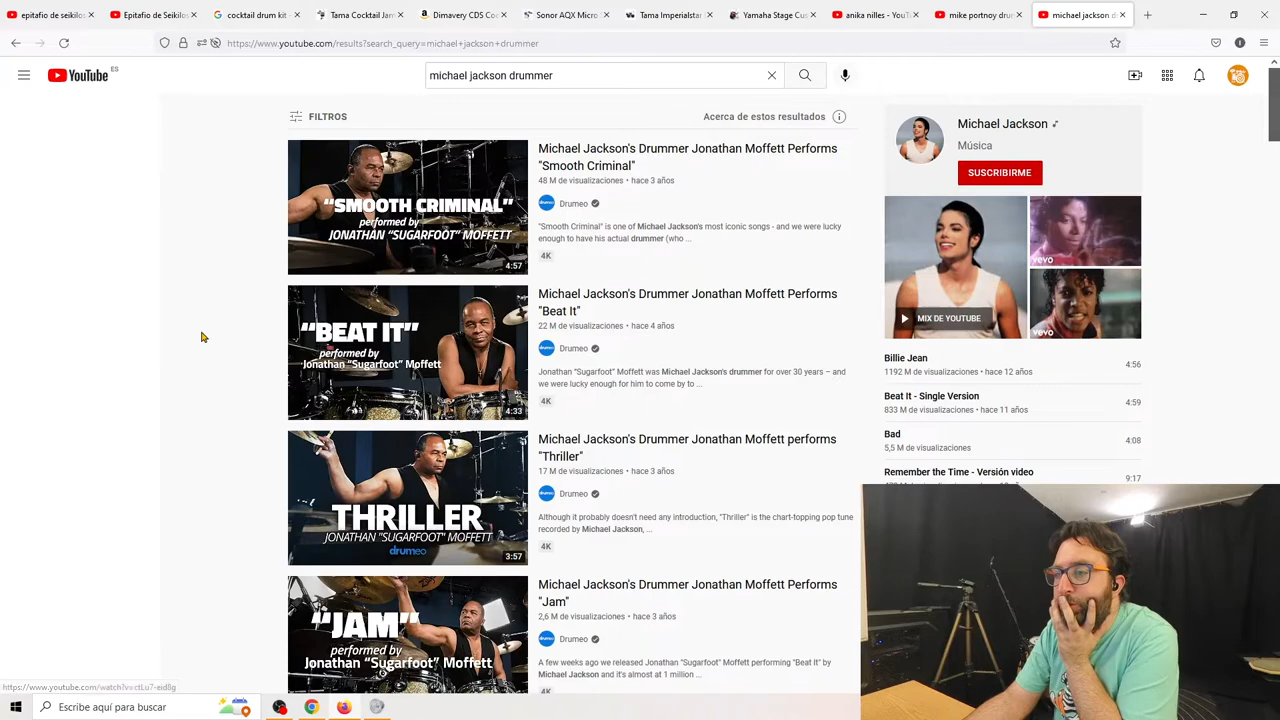 epitafio de seikilos
Epitafio de Seikilos
cocktail drum kit -
Tama Cocktail Jam
Dimavery CDS Co
Sonor AQX Micro
Tama Imperialstar
Yamaha Stage Cus
anika nilles - YouT
mike portnoy dru
michael jackson d
https://www.youtube.com/results?search_query=michael+jackson+drummer
YouTube ES
michael jackson drummer
FILTROS
Acerca de estos resultados
"SMOOTH CRIMINAL"
performed by
JONATHAN "SUGARFOOT" MOFFETT
4:57
Michael Jackson's Drummer Jonathan Moffett Performs
"Smooth Criminal"
48 M de visualizaciones • hace 3 años
Drumeo
"Smooth Criminal" is one of Michael Jackson's most iconic songs - and we were lucky
enough to have his actual drummer (who ...
4K
"BEAT IT"
performed by
Jonathan "Sugarfoot" Moffett
4:33
Michael Jackson's Drummer Jonathan Moffett Performs
"Beat It"
22 M de visualizaciones • hace 4 años
Drumeo
Jonathan "Sugarfoot" Moffett was Michael Jackson's drummer for over 30 years – and
we were lucky enough for him to come by to ...
4K
THRILLER
JONATHAN "SUGARFOOT" MOFFETT
drumeo
3:57
Michael Jackson's Drummer Jonathan Moffett performs
"Thriller"
17 M de visualizaciones • hace 3 años
Drumeo
Although it probably doesn't need any introduction, "Thriller" is the chart-topping pop tune
recorded by Michael Jackson, ...
4K
"JAM"
performed by
Jonathan "Sugarfoot" Moffett
Michael Jackson's Drummer Jonathan Moffett Performs
"Jam"
2,6 M de visualizaciones • hace 3 años
Drumeo
A few weeks ago we released Jonathan "Sugarfoot" Moffett performing "Beat It" by
Michael Jackson and it's almost at 1 million ...
4K
Michael Jackson
Música
SUSCRIBIRME
MIX DE YOUTUBE
vevo
vevo
Billie Jean
1192 M de visualizaciones • hace 12 años
4:56
Beat It - Single Version
833 M de visualizaciones • hace 11 años
4:59
Bad
5,5 M de visualizaciones
4:08
Remember the Time - Versión video
9:17
Escribe aquí para buscar